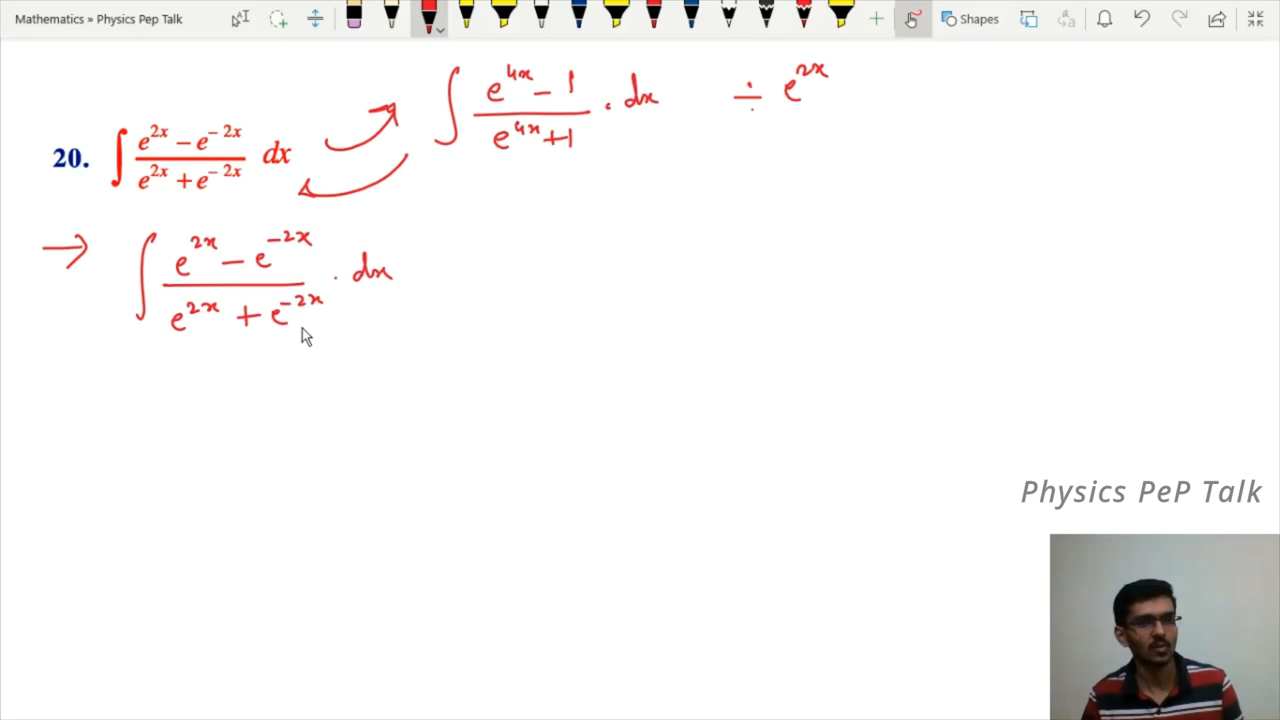 Mathematics » Physics Pep Talk
Shapes
∫ (e^{4x} − 1)/(e^{4x} + 1) · dx ÷ e^{2x}
20. ∫ (e^{2x} − e^{−2x})/(e^{2x} + e^{−2x}) dx
→ ∫ (e^{2x} − e^{−2x})/(e^{2x} + e^{−2x}) · dx
Physics PeP Talk